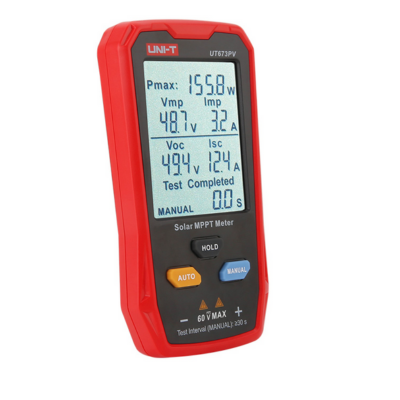 UNI-T UT673PV
Pmax: 155.8 W
Vmp Imp
48.7 V 3.2 A
Voc Isc
49.4 V 12.4 A
Test Completed
MANUAL 0.0 S
Solar MPPT Meter
HOLD
AUTO MANUAL
− 60 V MAX +
Test Interval (MANUAL): ≥30 s